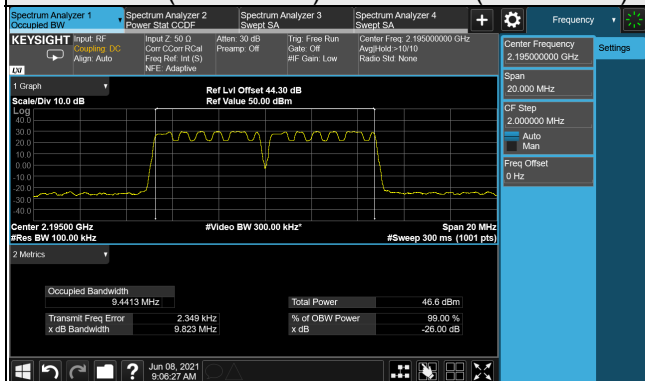 Spectrum Analyzer 1
Occupied BW
Spectrum Analyzer 2
Power Stat CCDF
Spectrum Analyzer 3
Swept SA
Spectrum Analyzer 4
Swept SA
+
Frequency
KEYSIGHT
Input: RF
Coupling: DC
Align: Auto
Input Z: 50 Ω
Corr CCorr RCal
Freq Ref: Int (S)
NFE: Adaptive
Atten: 30 dB
Preamp: Off
Trig: Free Run
Gate: Off
#IF Gain: Low
Center Freq: 2.195000000 GHz
Avg|Hold:>10/10
Radio Std: None
LXI
Center Frequency
2.195000000 GHz
Settings
Span
20.000 MHz
CF Step
2.000000 MHz
Auto
Man
Freq Offset
0 Hz
1 Graph
Scale/Div 10.0 dB
Ref Lvl Offset 44.30 dB
Ref Value 50.00 dBm
Log
40.0
30.0
20.0
10.0
0.00
-10.0
-20.0
-30.0
-40.0
Center 2.19500 GHz
#Video BW 300.00 kHz*
Span 20 MHz
#Res BW 100.00 kHz
#Sweep 300 ms (1001 pts)
2 Metrics
Occupied Bandwidth
9.4413 MHz
Total Power
46.6 dBm
Transmit Freq Error
2.349 kHz
% of OBW Power
99.00 %
x dB Bandwidth
9.823 MHz
x dB
-26.00 dB
?
Jun 08, 2021
9:06:27 AM